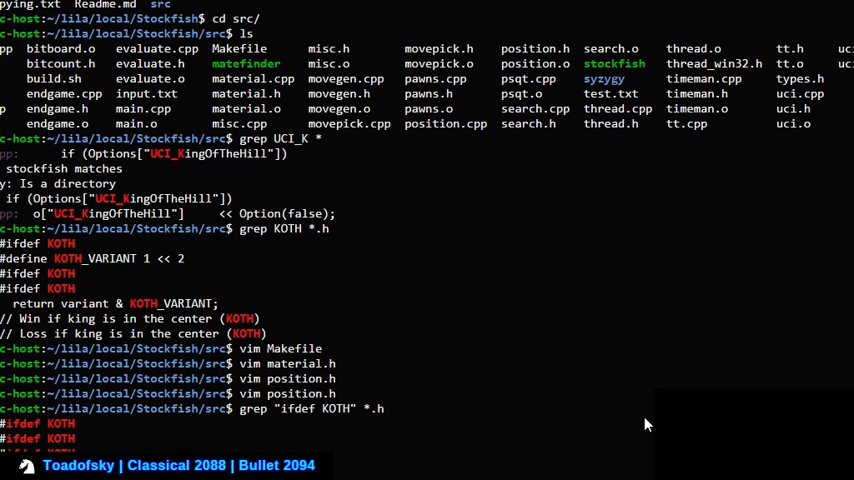 pying.txt  Readme.md  src
c-host:~/lila/local/Stockfish$ cd src/
c-host:~/lila/local/Stockfish/src$ ls
pp  bitboard.o  evaluate.cpp  Makefile  misc.h  movepick.h  position.h  search.o  thread.o  tt.h  uci
bitcount.h  evaluate.h  matefinder  misc.o  movepick.o  position.o  stockfish  thread_win32.h  tt.o  uci
build.sh  evaluate.o  material.cpp  movegen.cpp  pawns.cpp  psqt.cpp  syzygy  timeman.cpp  types.h
endgame.cpp  input.txt  material.h  movegen.h  pawns.h  psqt.o  test.txt  timeman.h  uci.cpp
p  endgame.h  main.cpp  material.o  movegen.o  pawns.o  search.cpp  thread.cpp  timeman.o  uci.h
endgame.o  main.o  misc.cpp  movepick.cpp  position.cpp  search.h  thread.h  tt.cpp  uci.o
c-host:~/lila/local/Stockfish/src$ grep UCI_K *
pp:       if (Options["UCI_KingOfTheHill"])
stockfish matches
y: Is a directory
if (Options["UCI_KingOfTheHill"])
pp:  o["UCI_KingOfTheHill"]     << Option(false);
c-host:~/lila/local/Stockfish/src$ grep KOTH *.h
#ifdef KOTH
#define KOTH_VARIANT 1 << 2
#ifdef KOTH
#ifdef KOTH
return variant & KOTH_VARIANT;
// Win if king is in the center (KOTH)
// Loss if king is in the center (KOTH)
c-host:~/lila/local/Stockfish/src$ vim Makefile
c-host:~/lila/local/Stockfish/src$ vim material.h
c-host:~/lila/local/Stockfish/src$ vim position.h
c-host:~/lila/local/Stockfish/src$ vim position.h
c-host:~/lila/local/Stockfish/src$ grep "ifdef KOTH" *.h
#ifdef KOTH
#ifdef KOTH
Toadofsky | Classical 2088 | Bullet 2094